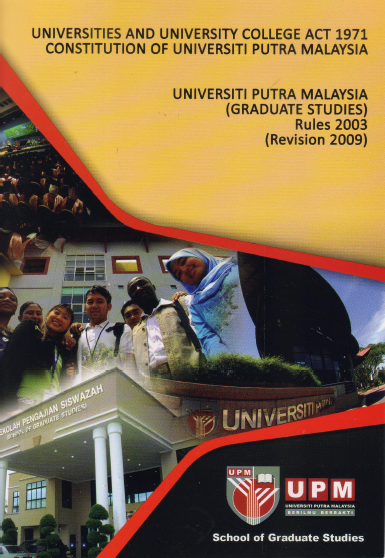 UNIVERSITIES AND UNIVERSITY COLLEGE ACT 1971
CONSTITUTION OF UNIVERSITI PUTRA MALAYSIA
UNIVERSITI PUTRA MALAYSIA
(GRADUATE STUDIES)
Rules 2003
(Revision 2009)
SEKOLAH PENGAJIAN SISWAZAH
(SCHOOL OF GRADUATE STUDIES)
UNIVERSITI
UPM
UPM
UNIVERSITI PUTRA MALAYSIA
BERILMU BERBAKTI
School of Graduate Studies